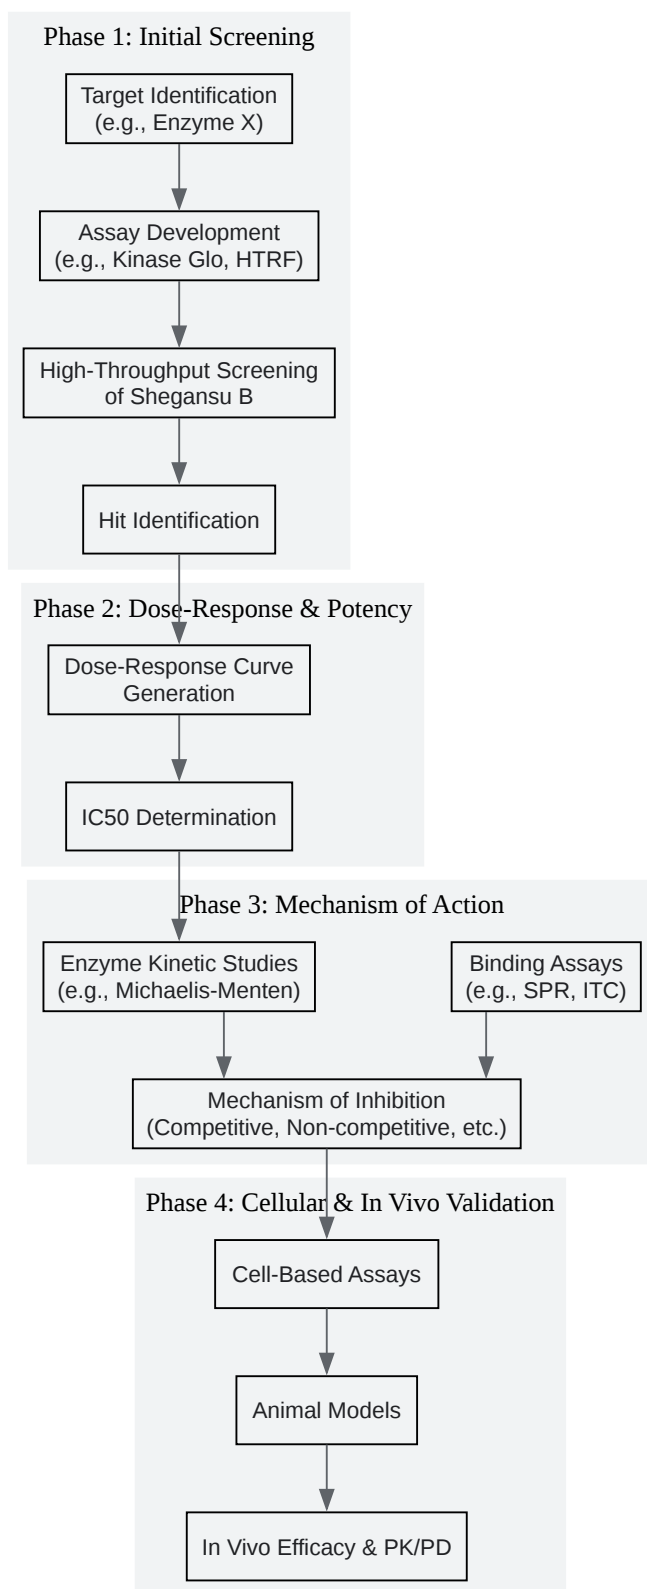 Phase 1: Initial Screening
Target Identification
(e.g., Enzyme X)
Assay Development
(e.g., Kinase Glo, HTRF)
High-Throughput Screening
of Shegansu B
Hit Identification
Phase 2: Dose-Response & Potency
Dose-Response Curve
Generation
IC50 Determination
Phase 3: Mechanism of Action
Enzyme Kinetic Studies
(e.g., Michaelis-Menten)
Binding Assays
(e.g., SPR, ITC)
Mechanism of Inhibition
(Competitive, Non-competitive, etc.)
Phase 4: Cellular & In Vivo Validation
Cell-Based Assays
Animal Models
In Vivo Efficacy & PK/PD